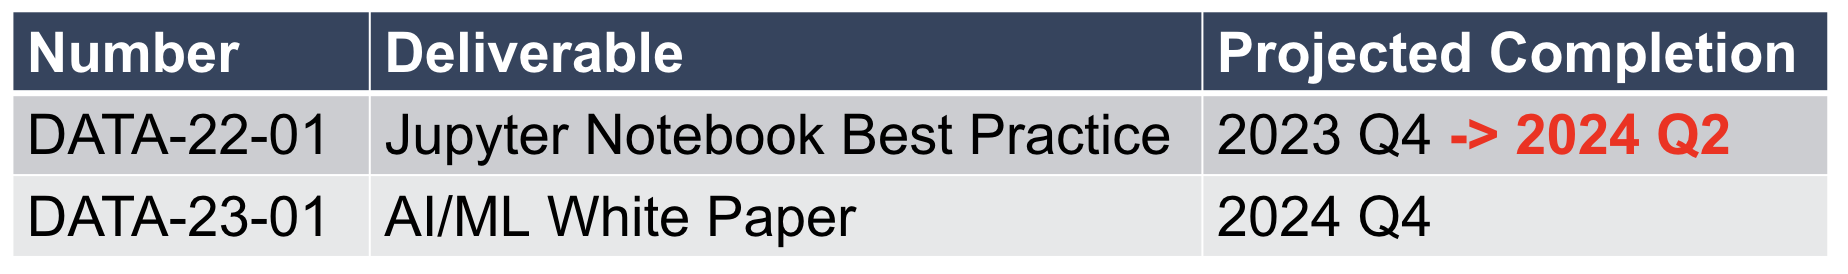 Number Deliverable Projected Completion
DATA-22-01 Jupyter Notebook Best Practice 2023 Q4 -> 2024 Q2
DATA-23-01 AI/ML White Paper 2024 Q4